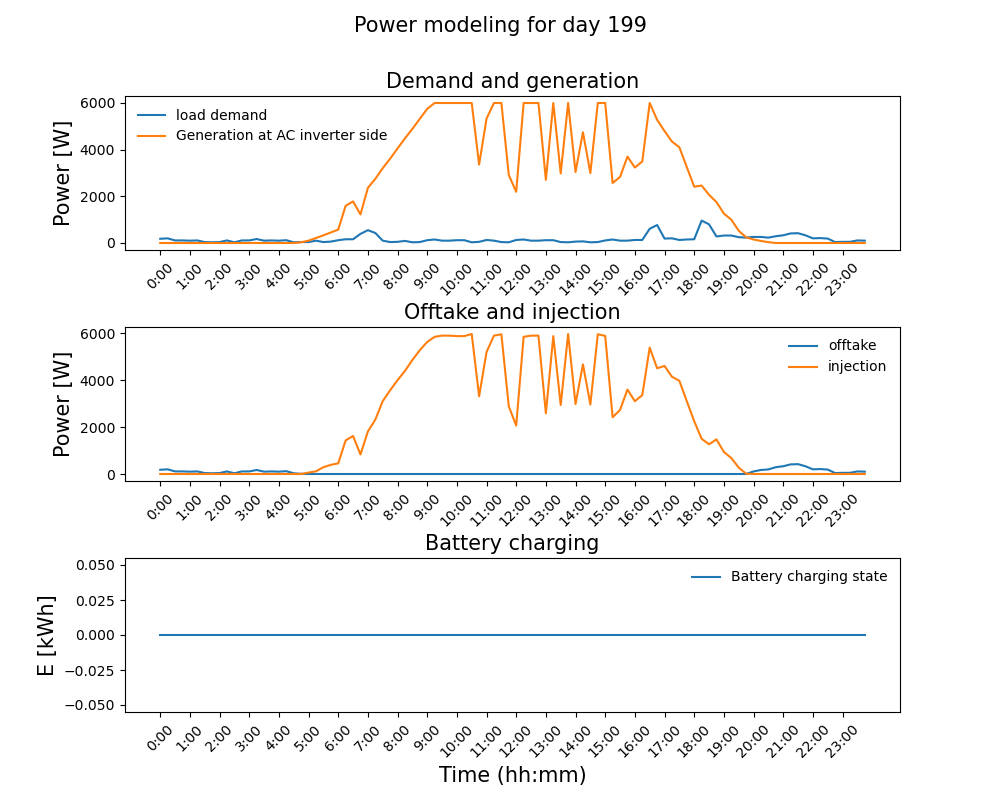 Power modeling for day 199
Demand and generation
Power [W]
6000
4000
2000
0
load demand
Generation at AC inverter side
0:00 1:00 2:00 3:00 4:00 5:00 6:00 7:00 8:00 9:00 10:00 11:00 12:00 13:00 14:00 15:00 16:00 17:00 18:00 19:00 20:00 21:00 22:00 23:00
Offtake and injection
Power [W]
6000
4000
2000
0
offtake
injection
0:00 1:00 2:00 3:00 4:00 5:00 6:00 7:00 8:00 9:00 10:00 11:00 12:00 13:00 14:00 15:00 16:00 17:00 18:00 19:00 20:00 21:00 22:00 23:00
Battery charging
E [kWh]
0.050
0.025
0.000
−0.025
−0.050
Battery charging state
0:00 1:00 2:00 3:00 4:00 5:00 6:00 7:00 8:00 9:00 10:00 11:00 12:00 13:00 14:00 15:00 16:00 17:00 18:00 19:00 20:00 21:00 22:00 23:00
Time (hh:mm)